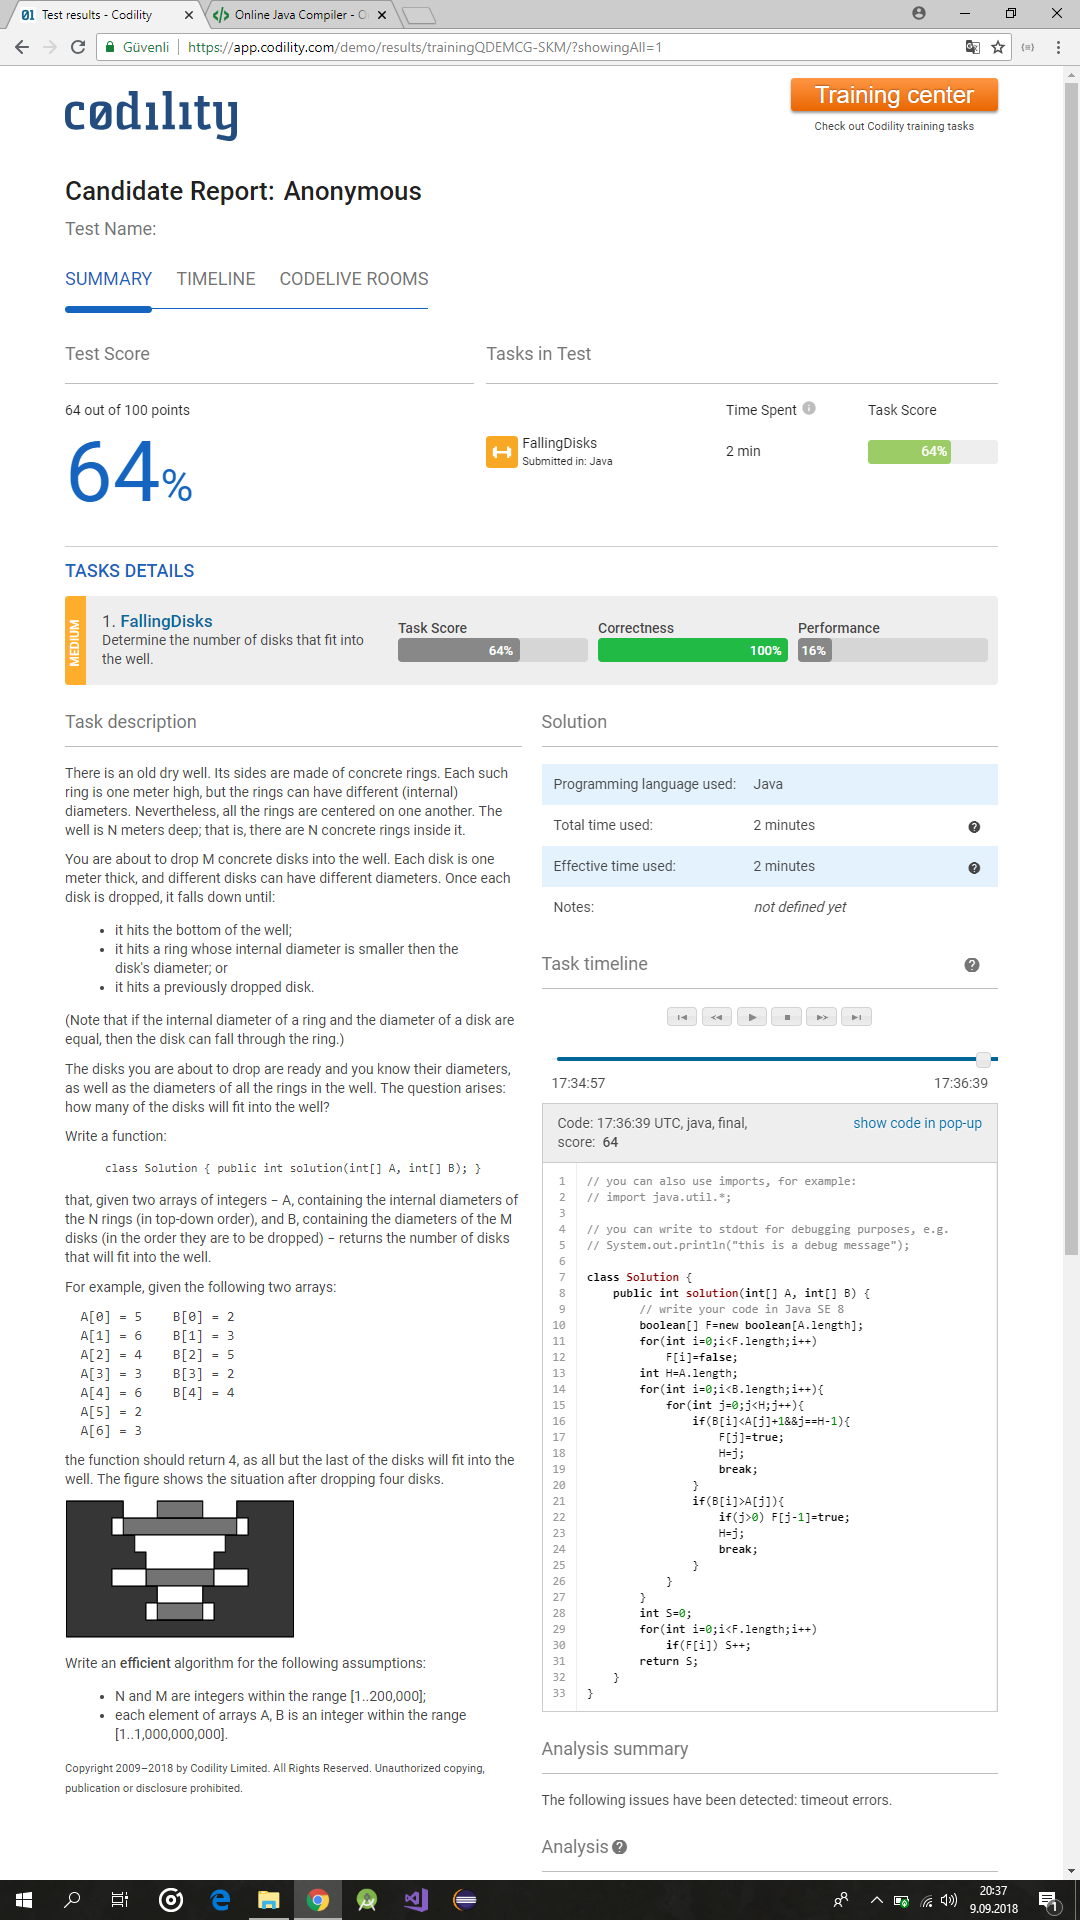 Test results - Codility
Online Java Compiler - O
Güvenli
https://app.codility.com/demo/results/trainingQDEMCG-SKM/?showingAll=1
codility
Training center
Check out Codility training tasks
Candidate Report: Anonymous
Test Name:
SUMMARY TIMELINE CODELIVE ROOMS
Test Score
64 out of 100 points
64%
Tasks in Test
Time Spent
Task Score
FallingDisks
Submitted in: Java
2 min
64%
TASKS DETAILS
MEDIUM
1. FallingDisks
Determine the number of disks that fit into
the well.
Task Score
64%
Correctness
100%
Performance
16%
Task description
There is an old dry well. Its sides are made of concrete rings. Each such
ring is one meter high, but the rings can have different (internal)
diameters. Nevertheless, all the rings are centered on one another. The
well is N meters deep; that is, there are N concrete rings inside it.
You are about to drop M concrete disks into the well. Each disk is one
meter thick, and different disks can have different diameters. Once each
disk is dropped, it falls down until:
• it hits the bottom of the well;
• it hits a ring whose internal diameter is smaller then the
disk's diameter; or
• it hits a previously dropped disk.
(Note that if the internal diameter of a ring and the diameter of a disk are
equal, then the disk can fall through the ring.)
The disks you are about to drop are ready and you know their diameters,
as well as the diameters of all the rings in the well. The question arises:
how many of the disks will fit into the well?
Write a function:
class Solution { public int solution(int[] A, int[] B); }
that, given two arrays of integers − A, containing the internal diameters of
the N rings (in top-down order), and B, containing the diameters of the M
disks (in the order they are to be dropped) − returns the number of disks
that will fit into the well.
For example, given the following two arrays:
A[0] = 5    B[0] = 2
A[1] = 6    B[1] = 3
A[2] = 4    B[2] = 5
A[3] = 3    B[3] = 2
A[4] = 6    B[4] = 4
A[5] = 2
A[6] = 3
the function should return 4, as all but the last of the disks will fit into the
well. The figure shows the situation after dropping four disks.
Write an efficient algorithm for the following assumptions:
• N and M are integers within the range [1..200,000];
• each element of arrays A, B is an integer within the range
[1..1,000,000,000].
Copyright 2009–2018 by Codility Limited. All Rights Reserved. Unauthorized copying,
publication or disclosure prohibited.
Solution
Programming language used: Java
Total time used: 2 minutes
Effective time used: 2 minutes
Notes: not defined yet
Task timeline
17:34:57
17:36:39
Code: 17:36:39 UTC, java, final,
score: 64
show code in pop-up
1 // you can also use imports, for example:
2 // import java.util.*;
3
4 // you can write to stdout for debugging purposes, e.g.
5 // System.out.println("this is a debug message");
6
7 class Solution {
8     public int solution(int[] A, int[] B) {
9         // write your code in Java SE 8
10         boolean[] F=new boolean[A.length];
11         for(int i=0;i<F.length;i++)
12             F[i]=false;
13         int H=A.length;
14         for(int i=0;i<B.length;i++){
15             for(int j=0;j<H;j++){
16                 if(B[i]<A[j]+1&&j==H-1){
17                     F[j]=true;
18                     H=j;
19                     break;
20                 }
21                 if(B[i]>A[j]){
22                     if(j>0) F[j-1]=true;
23                     H=j;
24                     break;
25                 }
26             }
27         }
28         int S=0;
29         for(int i=0;i<F.length;i++)
30             if(F[i]) S++;
31         return S;
32     }
33 }
Analysis summary
The following issues have been detected: timeout errors.
Analysis
20:37
9.09.2018
1